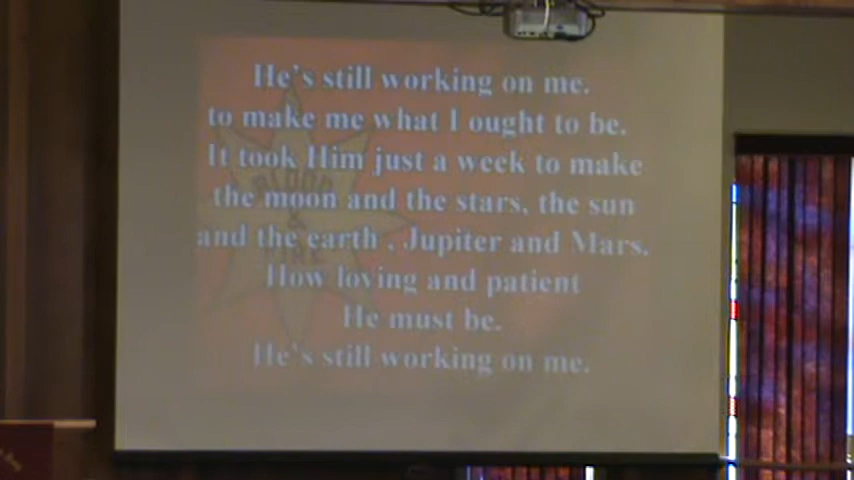 He's still working on me.
to make me what I ought to be.
It took Him just a week to make
the moon and the stars, the sun
and the earth , Jupiter and Mars.
How loving and patient
He must be.
He's still working on me.
BLOOD
&
FIRE